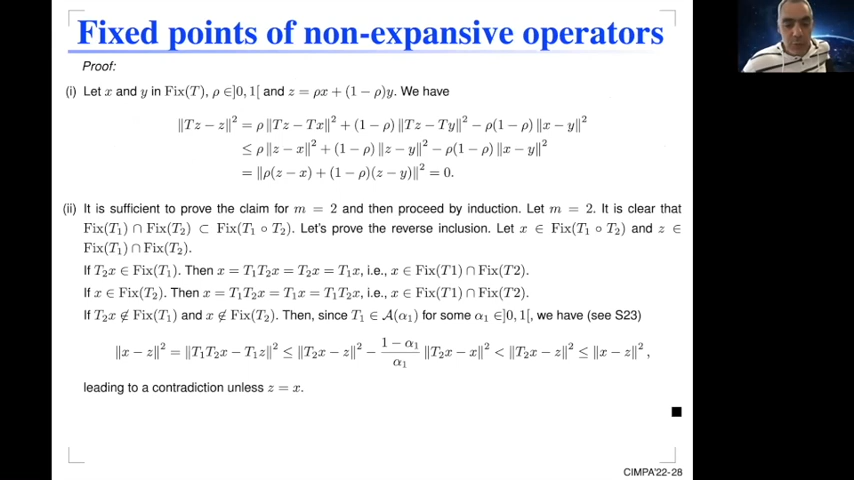 Fixed points of non-expansive operators
Proof:
(i) Let x and y in Fix(T), ρ ∈]0, 1[ and z = ρx + (1 − ρ)y. We have
‖Tz − z‖² = ρ ‖Tz − Tx‖² + (1 − ρ) ‖Tz − Ty‖² − ρ(1 − ρ) ‖x − y‖²
≤ ρ ‖z − x‖² + (1 − ρ) ‖z − y‖² − ρ(1 − ρ) ‖x − y‖²
= ‖ρ(z − x) + (1 − ρ)(z − y)‖² = 0.
(ii) It is sufficient to prove the claim for m = 2 and then proceed by induction. Let m = 2. It is clear that
Fix(T₁) ∩ Fix(T₂) ⊂ Fix(T₁ ∘ T₂). Let's prove the reverse inclusion. Let x ∈ Fix(T₁ ∘ T₂) and z ∈
Fix(T₁) ∩ Fix(T₂).
If T₂x ∈ Fix(T₁). Then x = T₁T₂x = T₂x = T₁x, i.e., x ∈ Fix(T1) ∩ Fix(T2).
If x ∈ Fix(T₂). Then x = T₁T₂x = T₁x = T₁T₂x, i.e., x ∈ Fix(T1) ∩ Fix(T2).
If T₂x ∉ Fix(T₁) and x ∉ Fix(T₂). Then, since T₁ ∈ 𝒜(α₁) for some α₁ ∈]0, 1[, we have (see S23)
‖x − z‖² = ‖T₁T₂x − T₁z‖² ≤ ‖T₂x − z‖² − \frac{1 − α₁}{α₁} ‖T₂x − x‖² < ‖T₂x − z‖² ≤ ‖x − z‖² ,
leading to a contradiction unless z = x.
CIMPA'22-28